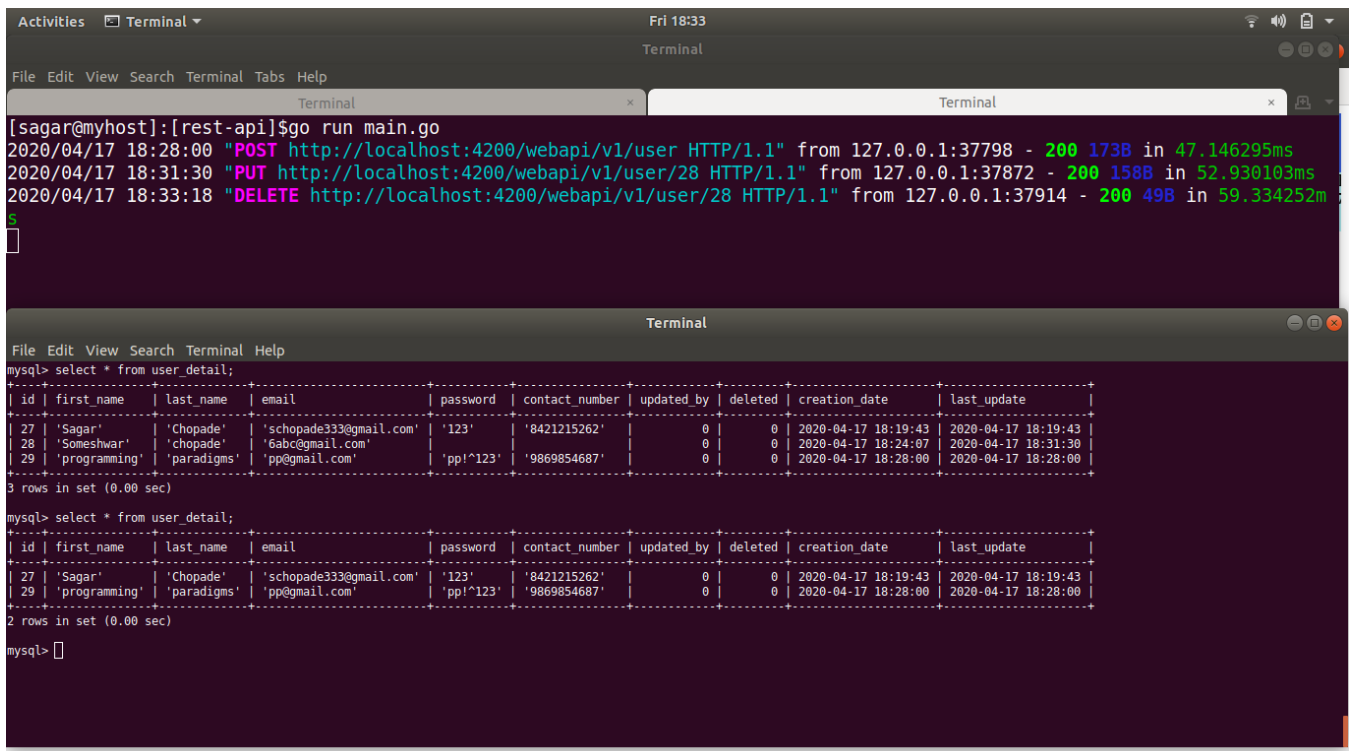 Activities Terminal Fri 18:33
Terminal
File Edit View Search Terminal Tabs Help
Terminal × Terminal ×
[sagar@myhost]:[rest-api]$go run main.go
2020/04/17 18:28:00 "POST http://localhost:4200/webapi/v1/user HTTP/1.1" from 127.0.0.1:37798 - 200 173B in 47.146295ms
2020/04/17 18:31:30 "PUT http://localhost:4200/webapi/v1/user/28 HTTP/1.1" from 127.0.0.1:37872 - 200 158B in 52.930103ms
2020/04/17 18:33:18 "DELETE http://localhost:4200/webapi/v1/user/28 HTTP/1.1" from 127.0.0.1:37914 - 200 49B in 59.334252m
s
Terminal
File Edit View Search Terminal Help
mysql> select * from user_detail;
+----+---------------+-------------+--------------------------+-----------+----------------+------------+---------+---------------------+---------------------+
| id | first_name | last_name | email | password | contact_number | updated_by | deleted | creation_date | last_update |
+----+---------------+-------------+--------------------------+-----------+----------------+------------+---------+---------------------+---------------------+
| 27 | 'Sagar' | 'Chopade' | 'schopade333@gmail.com' | '123' | '8421215262' | 0 | 0 | 2020-04-17 18:19:43 | 2020-04-17 18:19:43 |
| 28 | 'Someshwar' | 'chopade' | '6abc@gmail.com' | | | 0 | 0 | 2020-04-17 18:24:07 | 2020-04-17 18:31:30 |
| 29 | 'programming' | 'paradigms' | 'pp@gmail.com' | 'pp!^123' | '9869854687' | 0 | 0 | 2020-04-17 18:28:00 | 2020-04-17 18:28:00 |
+----+---------------+-------------+--------------------------+-----------+----------------+------------+---------+---------------------+---------------------+
3 rows in set (0.00 sec)
mysql> select * from user_detail;
+----+---------------+-------------+--------------------------+-----------+----------------+------------+---------+---------------------+---------------------+
| id | first_name | last_name | email | password | contact_number | updated_by | deleted | creation_date | last_update |
+----+---------------+-------------+--------------------------+-----------+----------------+------------+---------+---------------------+---------------------+
| 27 | 'Sagar' | 'Chopade' | 'schopade333@gmail.com' | '123' | '8421215262' | 0 | 0 | 2020-04-17 18:19:43 | 2020-04-17 18:19:43 |
| 29 | 'programming' | 'paradigms' | 'pp@gmail.com' | 'pp!^123' | '9869854687' | 0 | 0 | 2020-04-17 18:28:00 | 2020-04-17 18:28:00 |
+----+---------------+-------------+--------------------------+-----------+----------------+------------+---------+---------------------+---------------------+
2 rows in set (0.00 sec)
mysql>